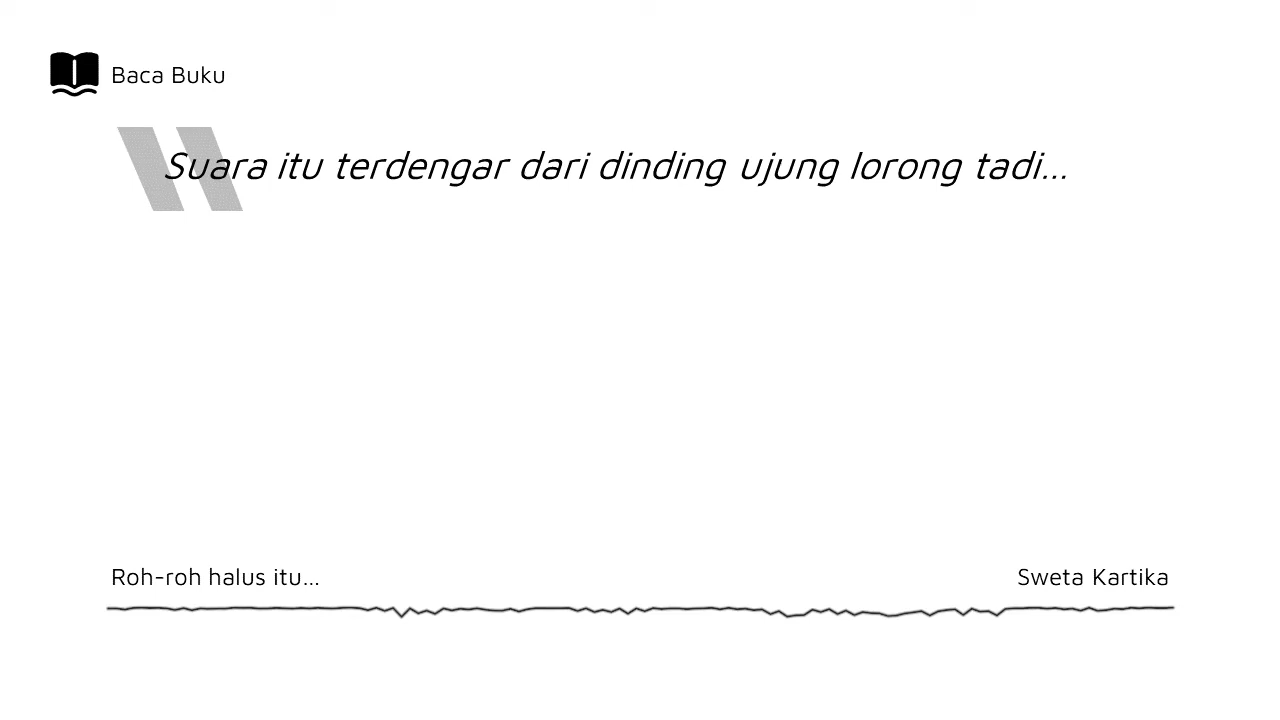 Baca Buku
Suara itu terdengar dari dinding ujung lorong tadi...
Roh-roh halus itu...
Sweta Kartika